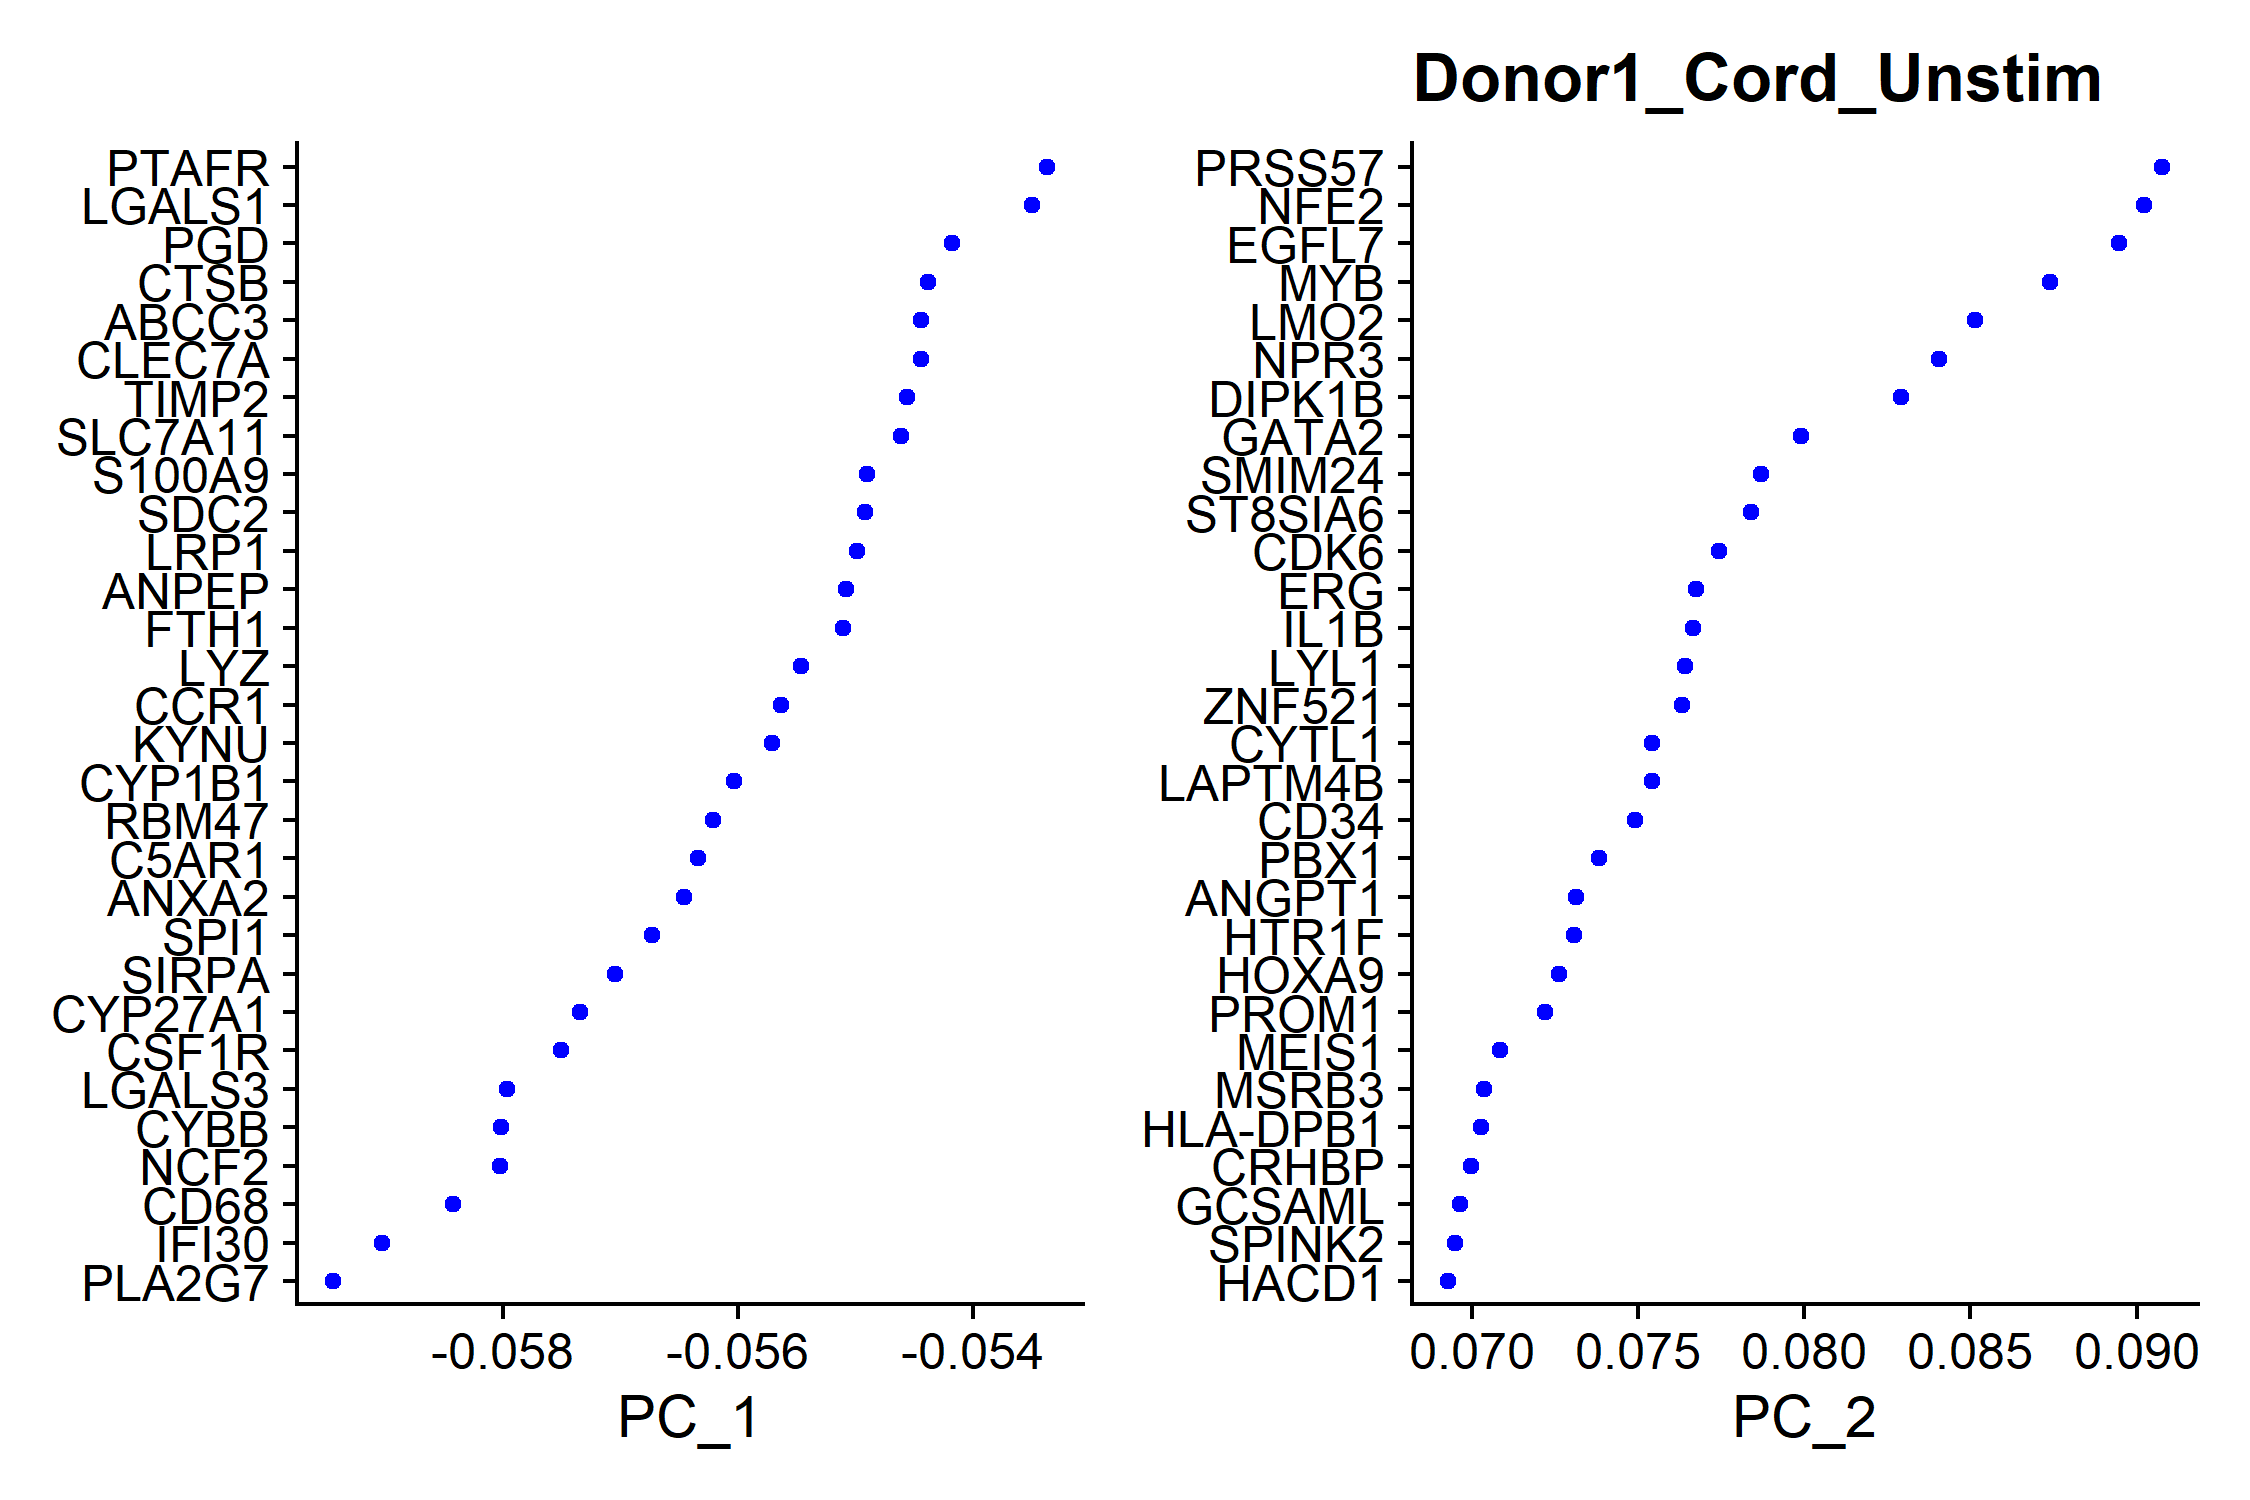 Donor1_Cord_Unstim
PTAFR
LGALS1
PGD
CTSB
ABCC3
CLEC7A
TIMP2
SLC7A11
S100A9
SDC2
LRP1
ANPEP
FTH1
LYZ
CCR1
KYNU
CYP1B1
RBM47
C5AR1
ANXA2
SPI1
SIRPA
CYP27A1
CSF1R
LGALS3
CYBB
NCF2
CD68
IFI30
PLA2G7
-0.058 -0.056 -0.054
PC_1
PRSS57
NFE2
EGFL7
MYB
LMO2
NPR3
DIPK1B
GATA2
SMIM24
ST8SIA6
CDK6
ERG
IL1B
LYL1
ZNF521
CYTL1
LAPTM4B
CD34
PBX1
ANGPT1
HTR1F
HOXA9
PROM1
MEIS1
MSRB3
HLA-DPB1
CRHBP
GCSAML
SPINK2
HACD1
0.070 0.075 0.080 0.085 0.090
PC_2